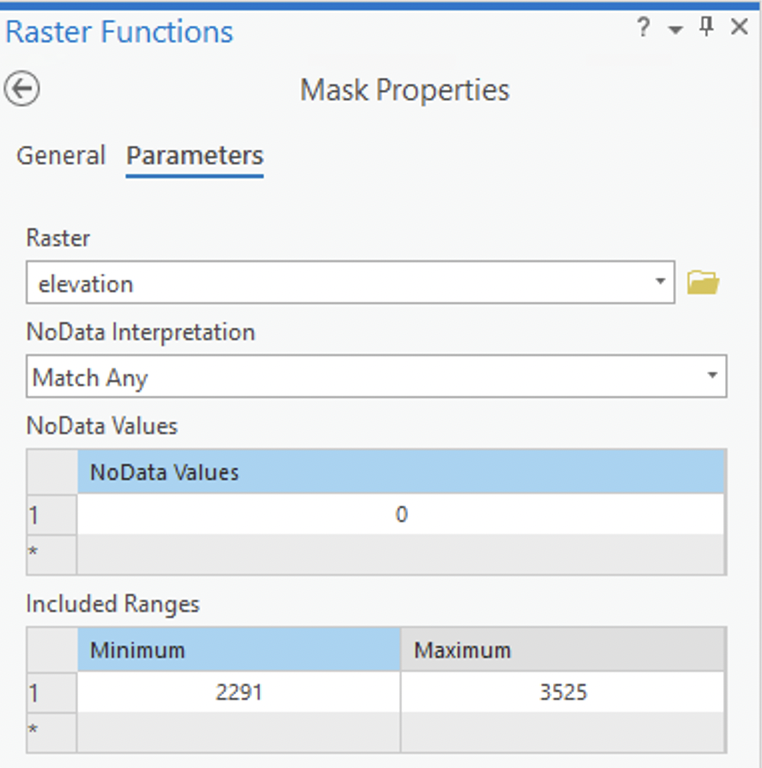 Raster Functions ?
Mask Properties
General Parameters
Raster
elevation
NoData Interpretation
Match Any
NoData Values
NoData Values
1 0
*
Included Ranges
Minimum Maximum
1 2291 3525
*